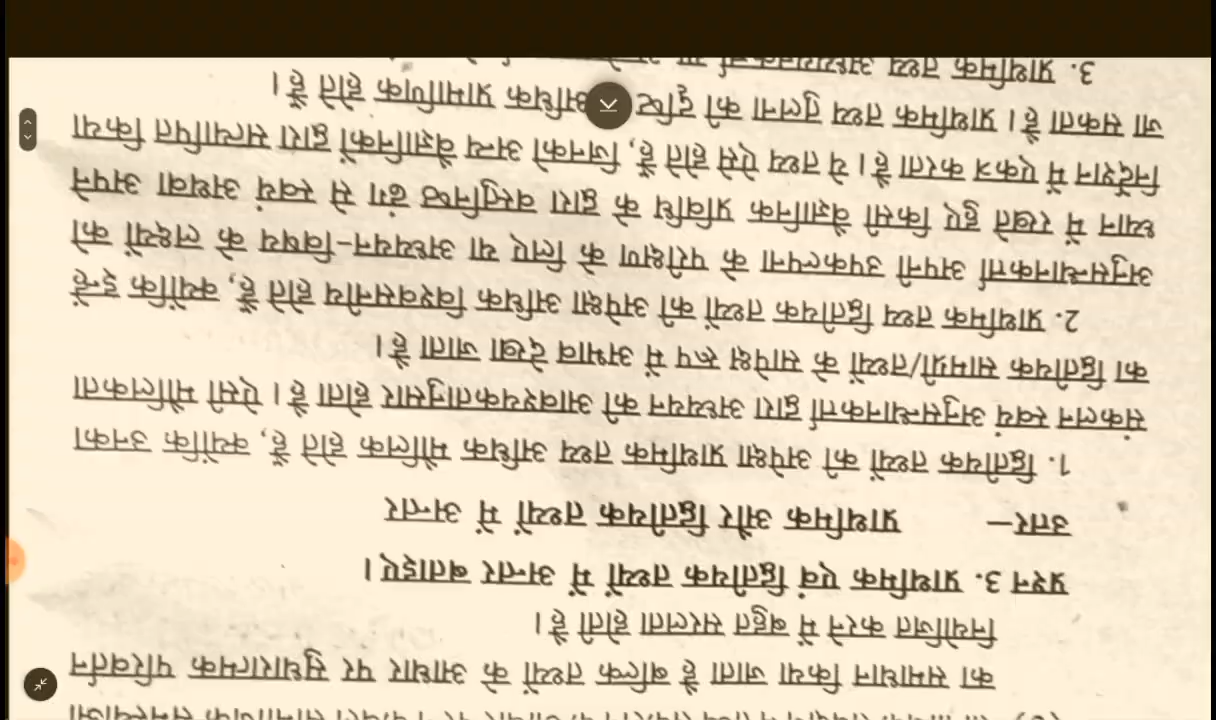 का समाधान किया जाता है बल्कि तथ्यों के आधार पर सुधारात्मक परिवर्तन
नियोजित करने में बहुत सरलता होती है।
प्रश्न 3. प्राथमिक एवं द्वितीयक तथ्यों में अन्तर बताइए।
उत्तर— प्राथमिक और द्वितीयक तथ्यों में अन्तर
1. द्वितीयक तथ्यों की अपेक्षा प्राथमिक तथ्य अधिक मौलिक होते हैं, क्योंकि उनका
संकलन स्वयं अनुसन्धानकर्त्ता द्वारा अध्ययन की आवश्यकतानुसार होता है। ऐसी मौलिकता
का द्वितीयक सामग्री/तथ्यों के सापेक्ष रूप में अभाव देखा जाता है।
2. प्राथमिक तथ्य द्वितीयक तथ्यों की अपेक्षा अधिक विश्वसनीय होते हैं, क्योंकि इन्हें
अनुसन्धानकर्त्ता अपनी उपकल्पना के परीक्षण के लिए या अध्ययन-विषय के लक्ष्यों को
ध्यान में रखते हुए किसी वैज्ञानिक प्रविधि के द्वारा वस्तुनिष्ठ ढंग से स्वयं अथवा अपने
निर्देशन में एकत्र करता है। ये तथ्य ऐसे होते हैं, जिनको अन्य वैज्ञानिकों द्वारा सत्यापित किया
जा सकता है। प्राथमिक तथ्य तुलना की दृष्टि अधिक प्रामाणिक होते हैं।
3. प्राथमिक तथ्य अध्ययनकर्त्ता